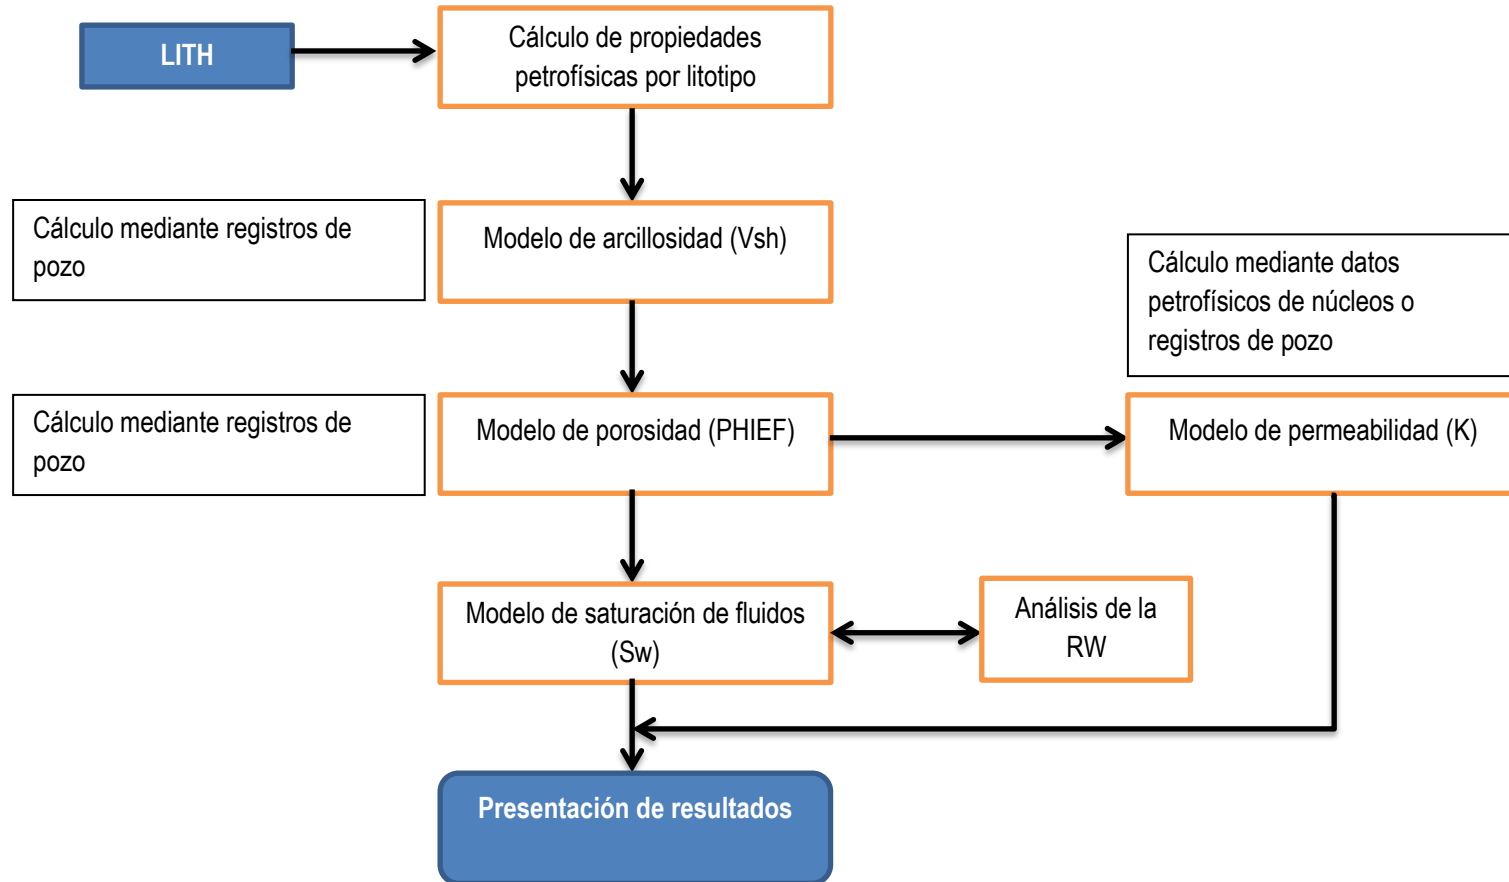 LITH
Cálculo de propiedades
petrofísicas por litotipo
Cálculo mediante registros de
pozo
Modelo de arcillosidad (Vsh)
Cálculo mediante datos
petrofísicos de núcleos o
registros de pozo
Cálculo mediante registros de
pozo
Modelo de porosidad (PHIEF)
Modelo de permeabilidad (K)
Modelo de saturación de fluidos
(Sw)
Análisis de la
RW
Presentación de resultados